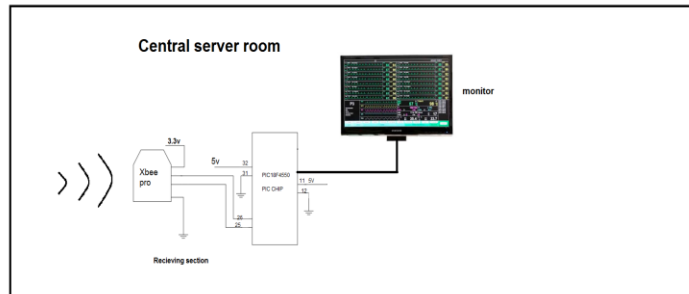 Central server room
monitor
3.3v
Xbee
pro
5v
32
31
PIC18F4550
PIC CHIP
11 5V
12
26
25
Recieving section